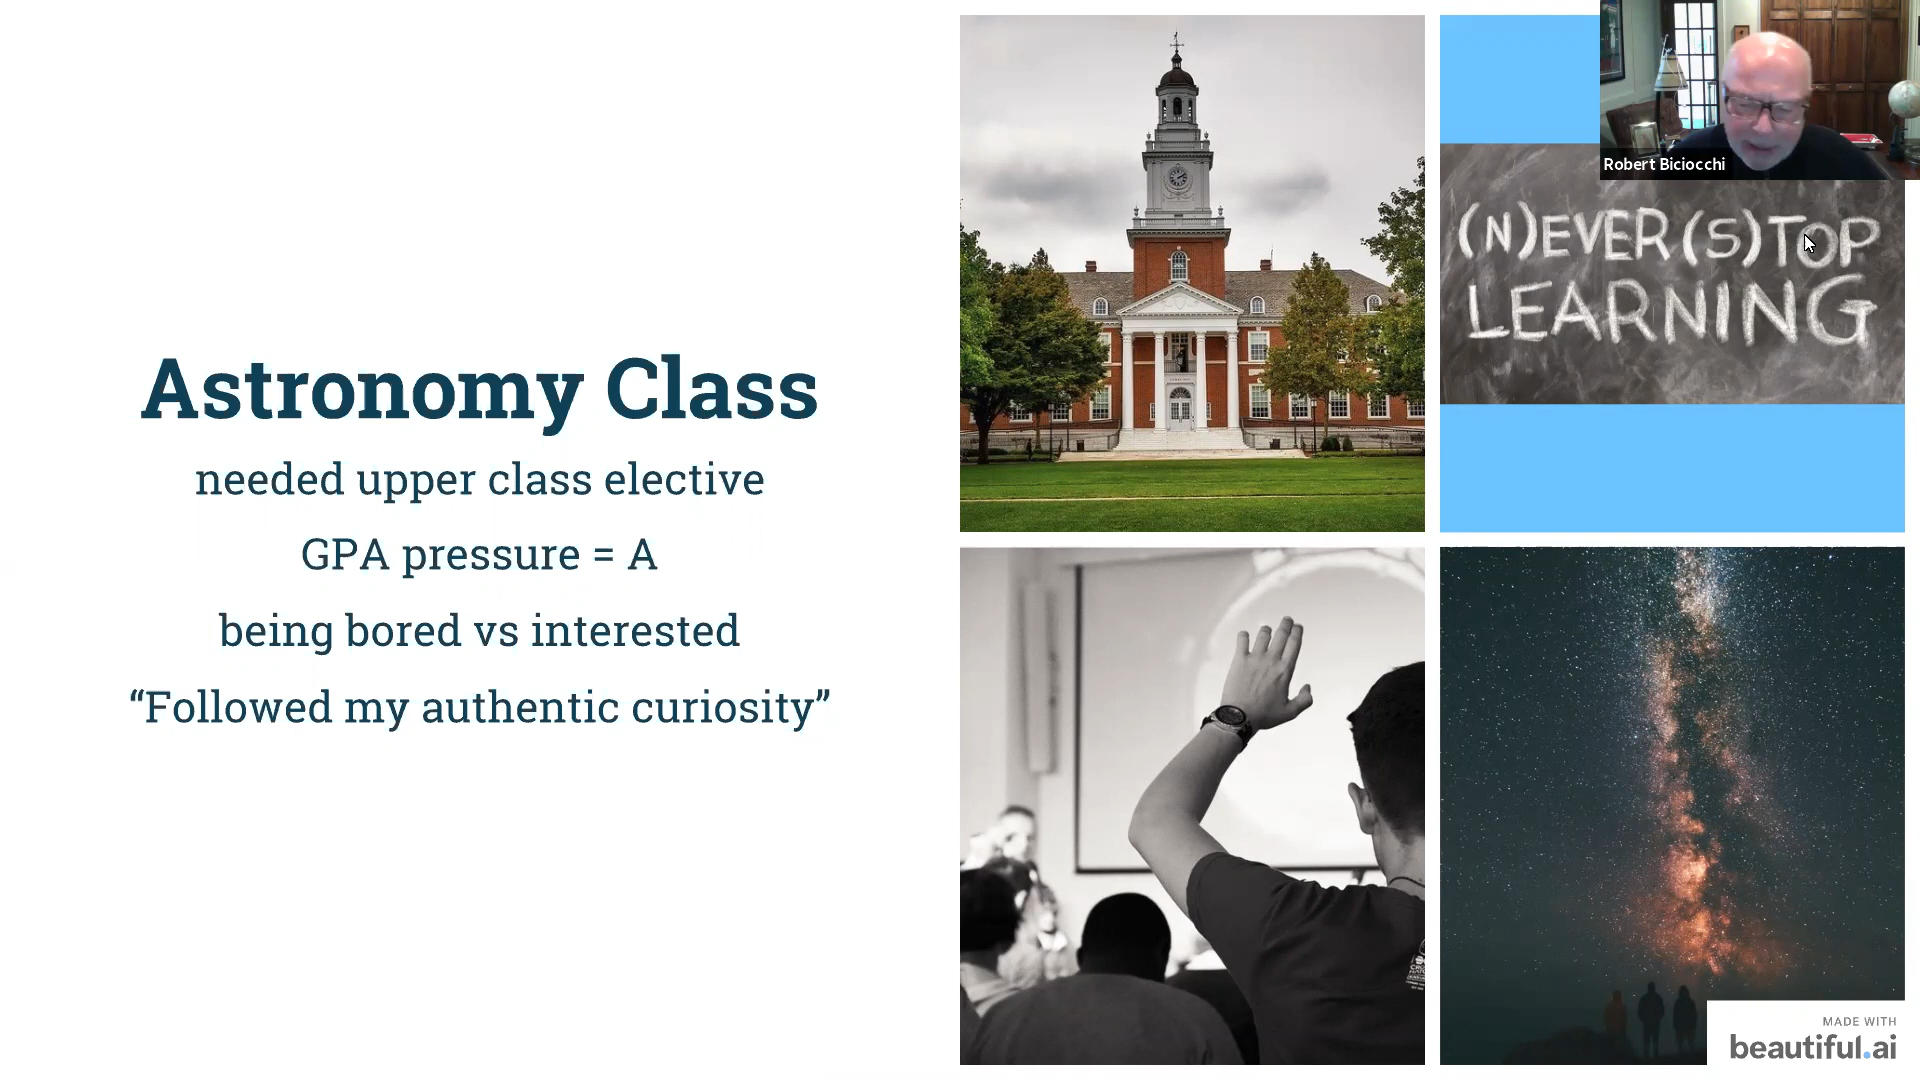 Astronomy Class
needed upper class elective
GPA pressure = A
being bored vs interested
“Followed my authentic curiosity”
Robert Biciocchi
(N)EVER (S)TOP
LEARNING
MADE WITH
beautiful.ai